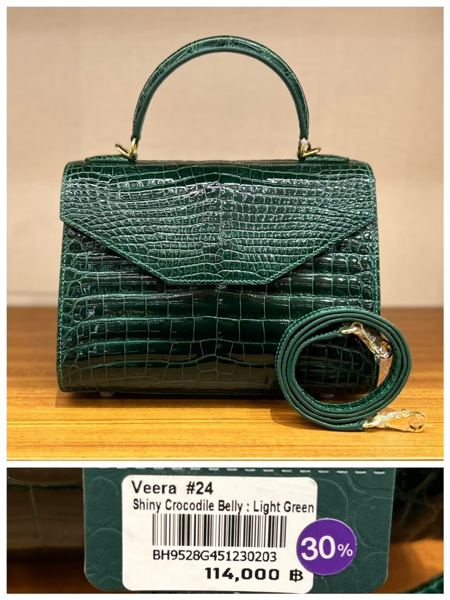 Veera #24
Shiny Crocodile Belly : Light Green
BH9528G451230203
30%
114,000 ฿